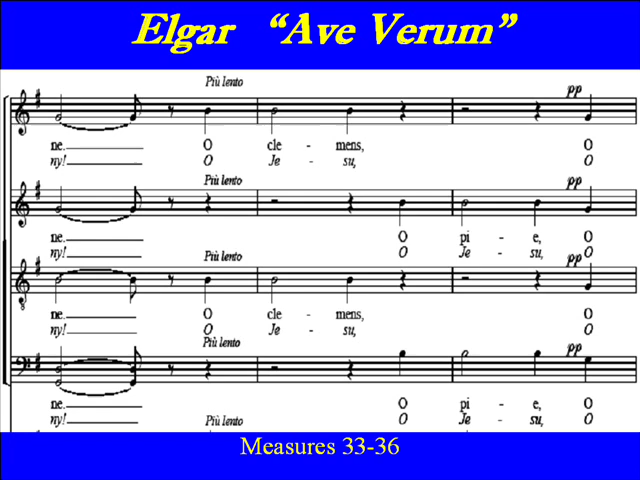 Elgar “Ave Verum”
Più lento
pp
ne. O cle - mens, O
ny! O Je - su, O
Più lento
pp
ne. O pi - e, O
ny! O Je - su, O
Più lento
pp
ne. O cle - mens, O
ny! O Je - su, O
Più lento
pp
ne. O pi - e, O
ny! O Je - su, O
Più lento
Measures 33-36